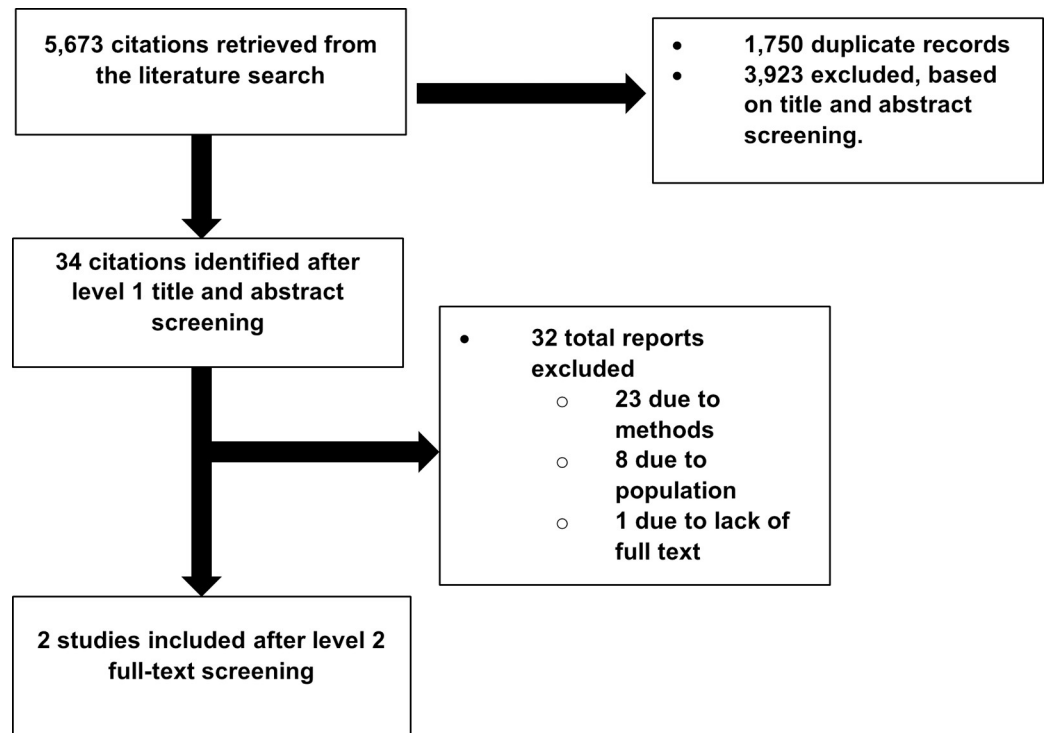 5,673 citations retrieved from
the literature search
• 1,750 duplicate records
• 3,923 excluded, based
on title and abstract
screening.
34 citations identified after
level 1 title and abstract
screening
• 32 total reports
excluded
○ 23 due to
methods
○ 8 due to
population
○ 1 due to lack of
full text
2 studies included after level 2
full-text screening